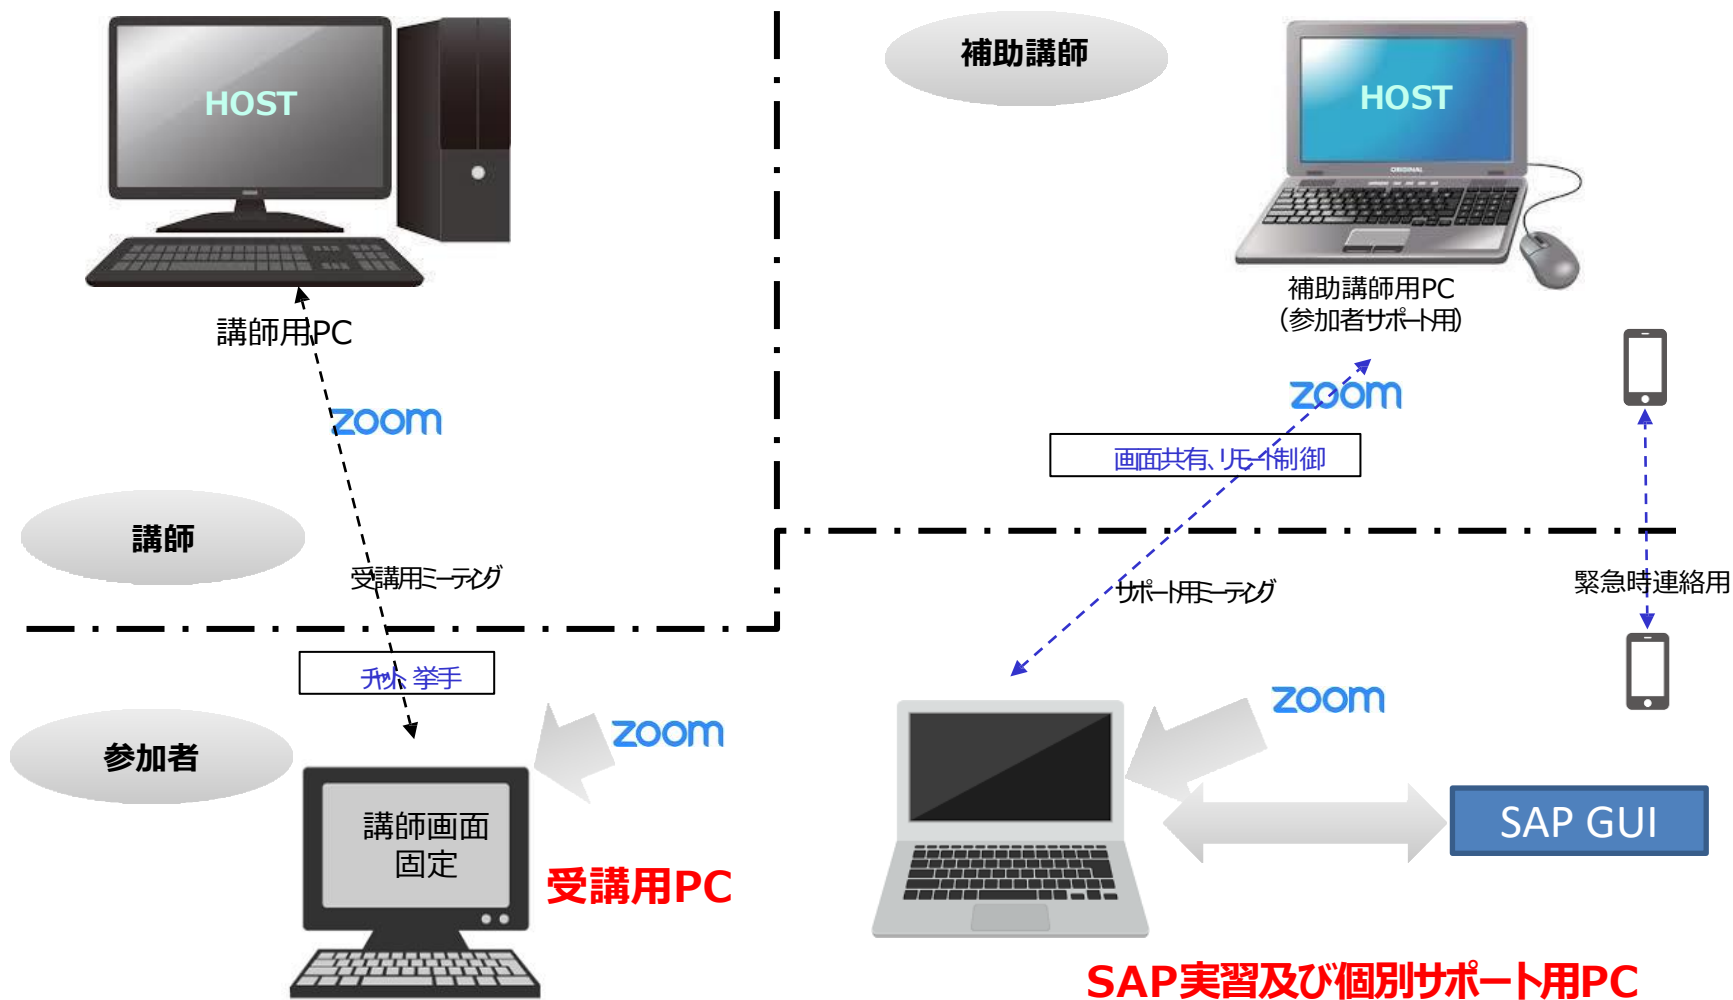 HOST
補助講師
HOST
ORIGINAL
補助講師用PC
（参加者サポート用）
講師用PC
zoom
zoom
画面共有、リモート制御
講師
受講用ミーティング
サポート用ミーティング
緊急時連絡用
チャット、挙手
zoom
zoom
参加者
講師画面
固定
SAP GUI
受講用PC
SAP実習及び個別サポート用PC